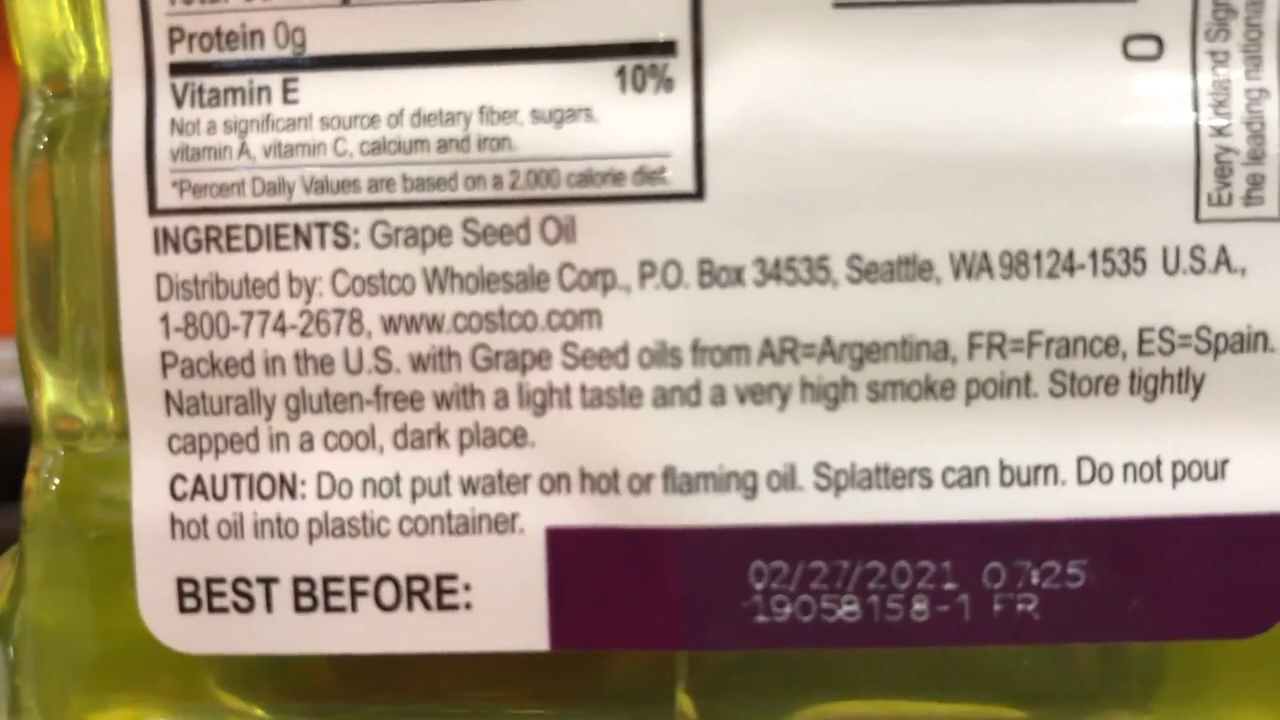 Protein 0g
Vitamin E 10%
Not a significant source of dietary fiber, sugars,
vitamin A, vitamin C, calcium and iron.
*Percent Daily Values are based on a 2,000 calorie diet.
INGREDIENTS: Grape Seed Oil
Distributed by: Costco Wholesale Corp., P.O. Box 34535, Seattle, WA 98124-1535 U.S.A.,
1-800-774-2678, www.costco.com
Packed in the U.S. with Grape Seed oils from AR=Argentina, FR=France, ES=Spain.
Naturally gluten-free with a light taste and a very high smoke point. Store tightly
capped in a cool, dark place.
CAUTION: Do not put water on hot or flaming oil. Splatters can burn. Do not pour
hot oil into plastic container.
BEST BEFORE:
02/27/2021 07:25
19058158-1 FR
0
Every Kirkland
the leading